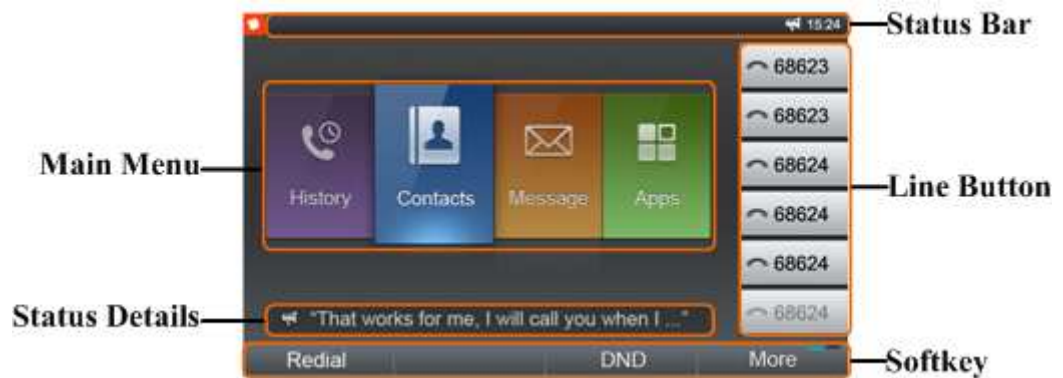 15:24
Status Bar
68623
68623
Main Menu
History
Contacts
Message
Apps
68624
Line Button
68624
68624
68624
Status Details
"That works for me, I will call you when I ..."
Redial
DND
More
Softkey